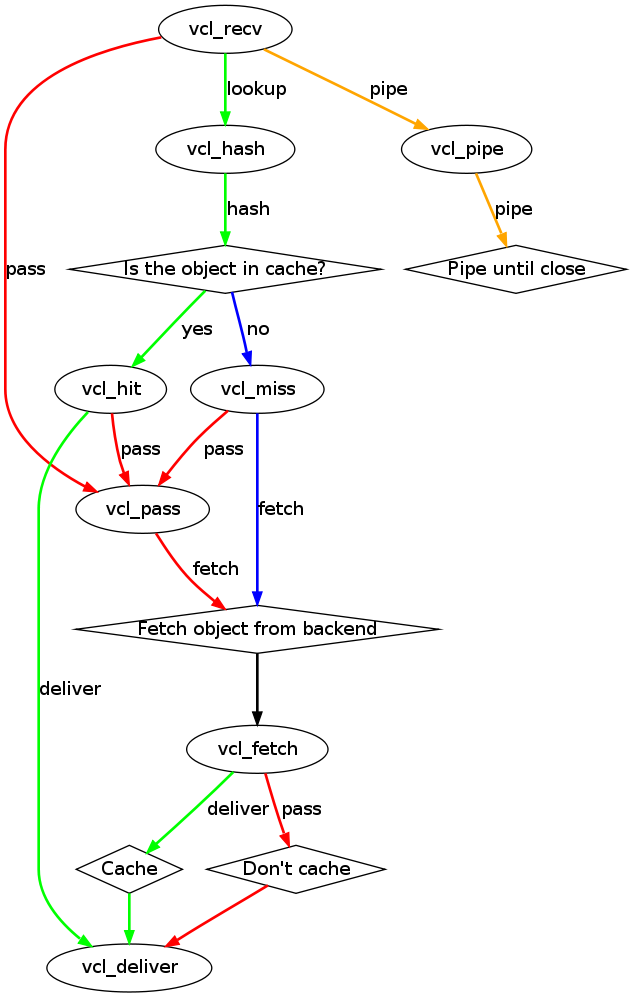 vcl_recv
lookup
pipe
vcl_hash
vcl_pipe
hash
pipe
pass
Is the object in cache?
Pipe until close
yes
no
vcl_hit
vcl_miss
pass
pass
vcl_pass
fetch
fetch
Fetch object from backend
deliver
vcl_fetch
deliver
pass
Cache
Don't cache
vcl_deliver